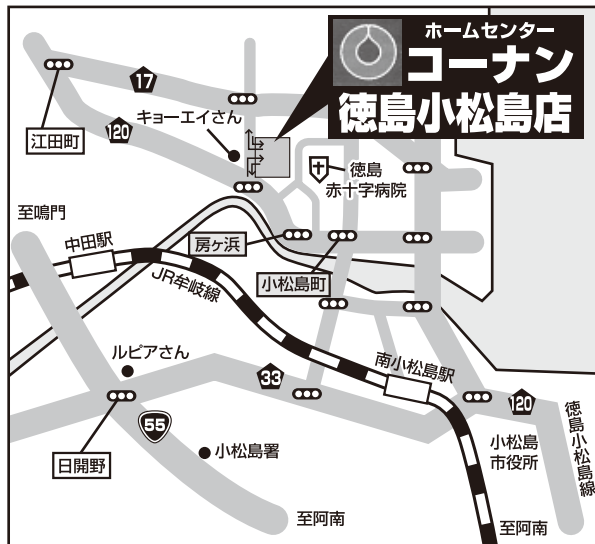 ホームセンター
コーナン
徳島小松島店
17
キョーエイさん
江田町
120
徳島
赤十字病院
至鳴門
中田駅
房ヶ浜
小松島町
JR牟岐線
ルピアさん
33
南小松島駅
120
55
徳島小松島線
日開野
小松島署
小松島
市役所
至阿南
至阿南